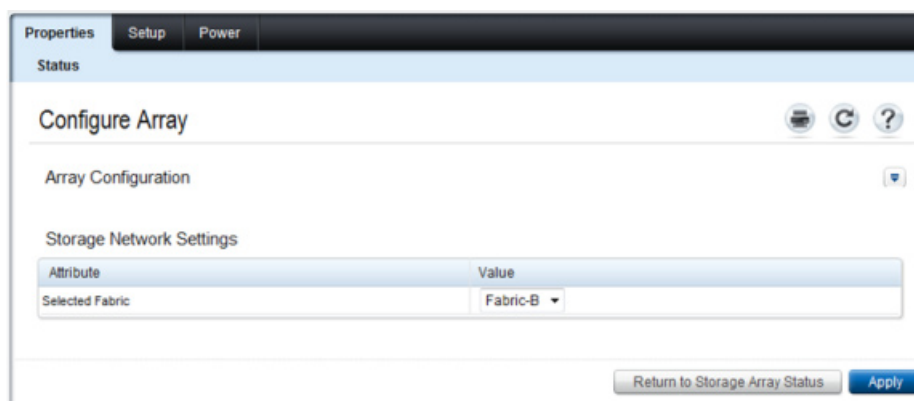 Properties Setup Power
Status
Configure Array
Array Configuration
Storage Network Settings
Attribute Value
Selected Fabric Fabric-B
Return to Storage Array Status Apply